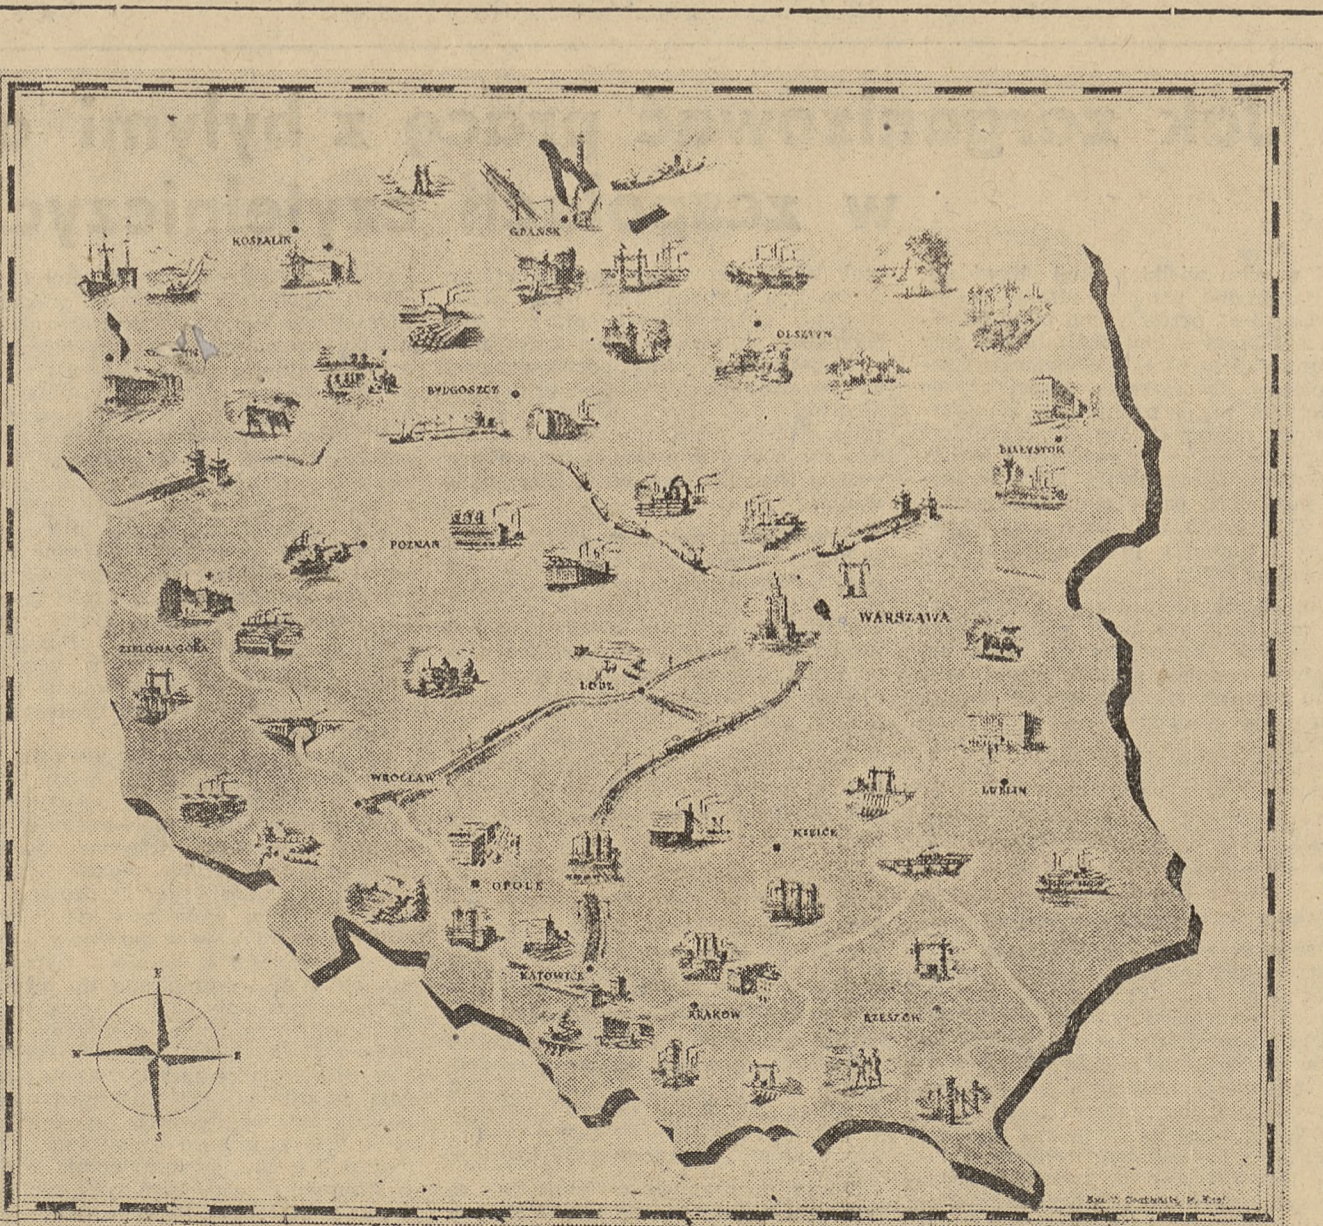 KOSZALIN
GDAŃSK
OLSZTYN
BYDGOSZCZ
BIAŁYSTOK
POZNAŃ
WARSZAWA
ZIELONA GÓRA
ŁÓDŹ
WROCŁAW
LUBLIN
KIELCE
OPOLE
KATOWICE
KRAKÓW
RZESZÓW
S